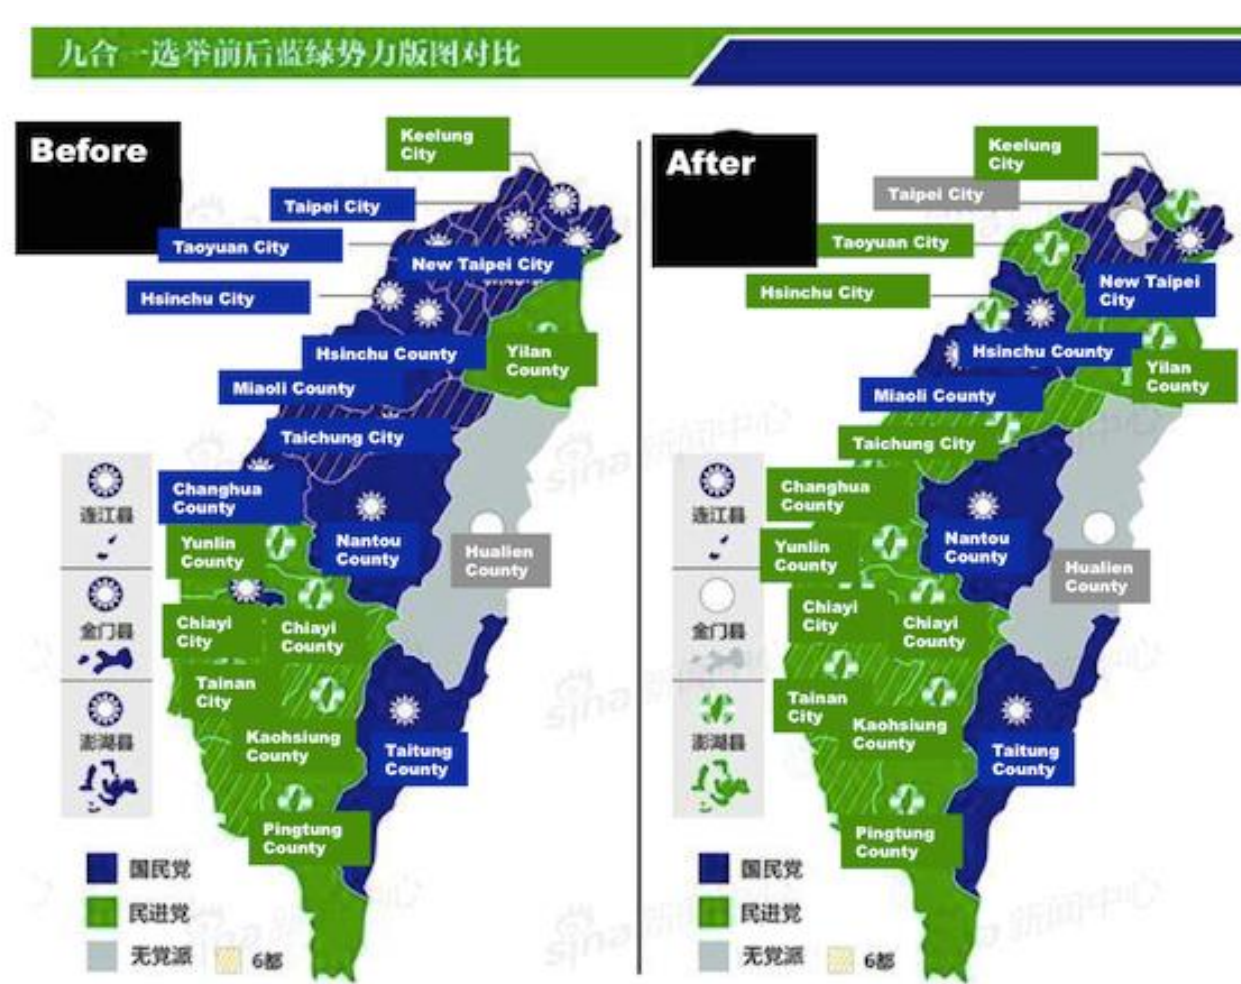 九合一选举前后蓝绿势力版图对比
Before
Keelung
City
Taipei City
Taoyuan City
New Taipei City
Hsinchu City
Hsinchu County
Yilan
County
Miaoli County
Taichung City
Changhua
County
连江县
Yunlin
County
Nantou
County
Hualien
County
金门县
Chiayi
City
Chiayi
County
Tainan
City
澎湖县
Kaohsiung
County
Taitung
County
Pingtung
County
国民党
民进党
无党派
6都
After
Keelung
City
Taipei City
Taoyuan City
New Taipei
City
Hsinchu City
Hsinchu County
Yilan
County
Miaoli County
Taichung City
Changhua
County
连江县
Yunlin
County
Nantou
County
Hualien
County
金门县
Chiayi
City
Chiayi
County
Tainan
City
澎湖县
Kaohsiung
County
Taitung
County
Pingtung
County
国民党
民进党
无党派
6都
sina 新闻中心